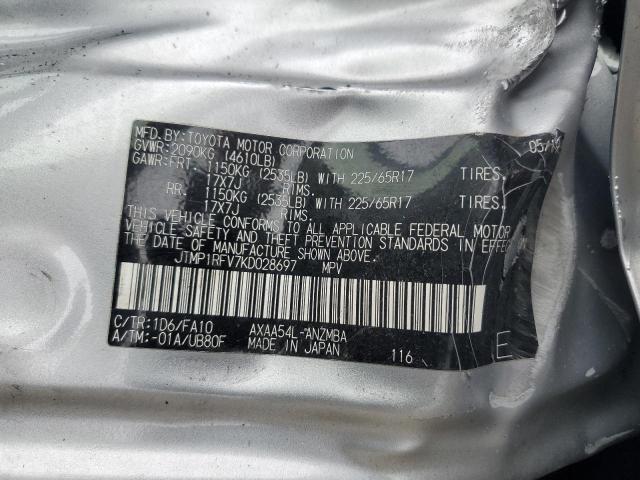 MFD.BY: TOYOTA MOTOR CORPORATION 05/19
GVWR: 2090KG (4610LB)
GAWR: FRT 1150KG (2535LB) WITH 225/65R17 TIRES,
17X7J RIMS.
RR 1150KG (2535LB) WITH 225/65R17 TIRES,
17X7J RIMS.
THIS VEHICLE CONFORMS TO ALL APPLICABLE FEDERAL MOTOR
VEHICLE SAFETY AND THEFT PREVENTION STANDARDS IN EFFECT
THE DATE OF MANUFACTURE SHOWN ABOVE.
JTMP1RFV7KD028697 MPV
C/TR: 1D6/FA10 AXAA54L-ANZMBA
A/TM: -01A/UB80F MADE IN JAPAN 116 E